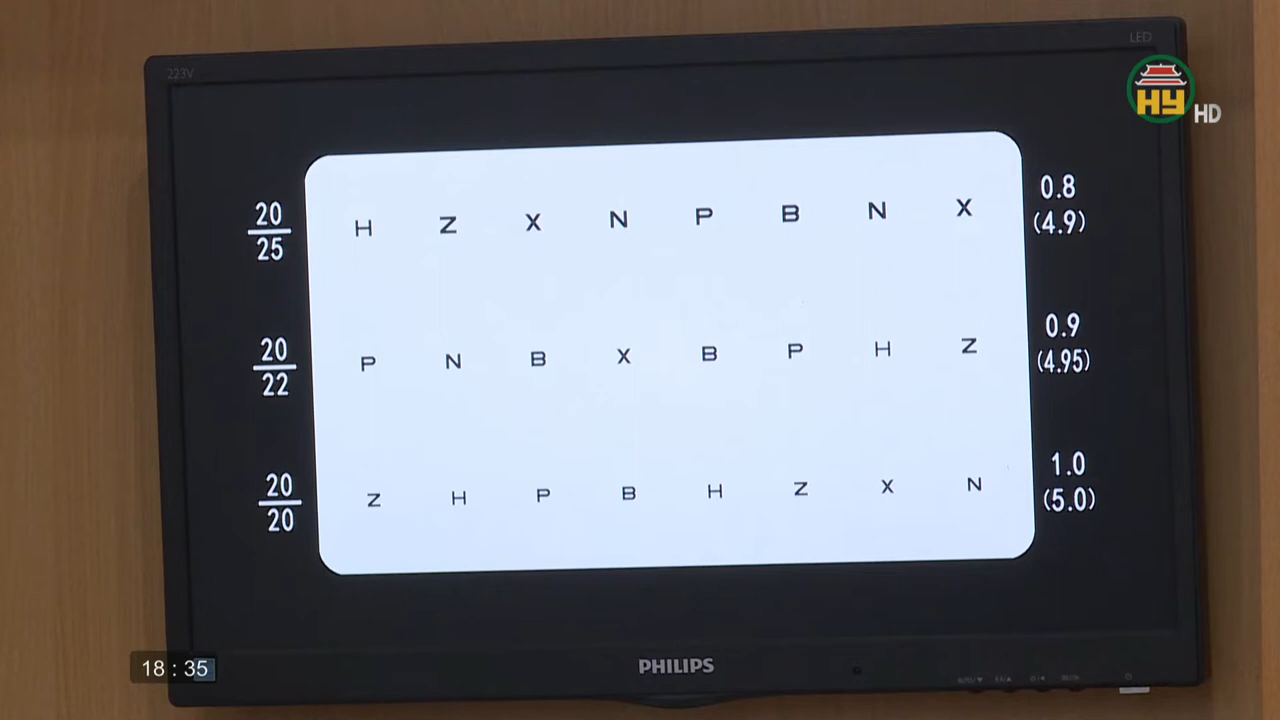 223V
LED
HY HD
20/25 H Z X N P B N X 0.8 (4.9)
20/22 P N B X B P H Z 0.9 (4.95)
20/20 Z H P B H Z X N 1.0 (5.0)
18:35
PHILIPS